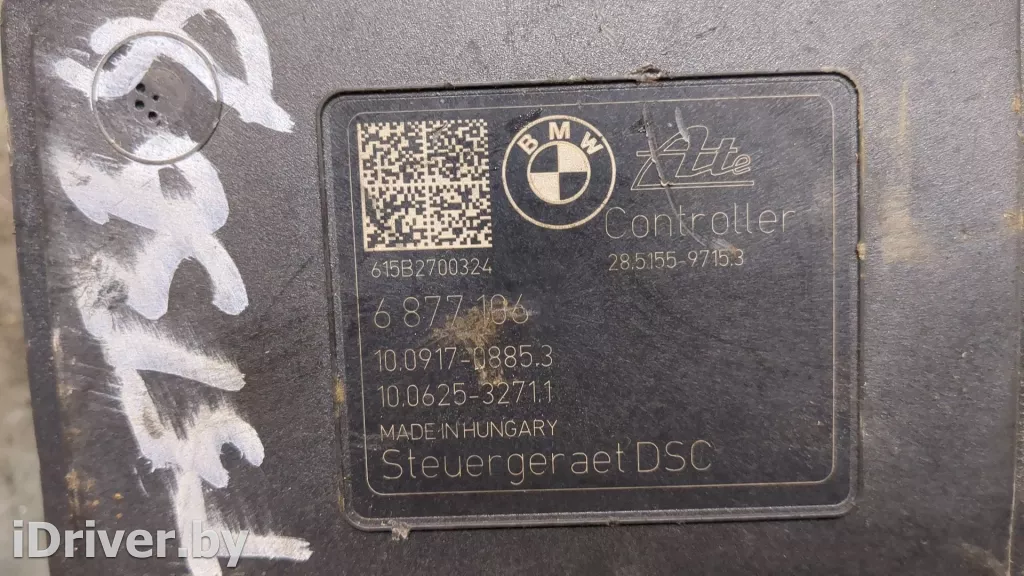 BMW
Ate
Controller
615B2700324
28.5155-9715.3
6 877 106
10.0917-0885.3
10.0625-3271.1
MADE IN HUNGARY
Steuergeraet DSC
iDriver.by